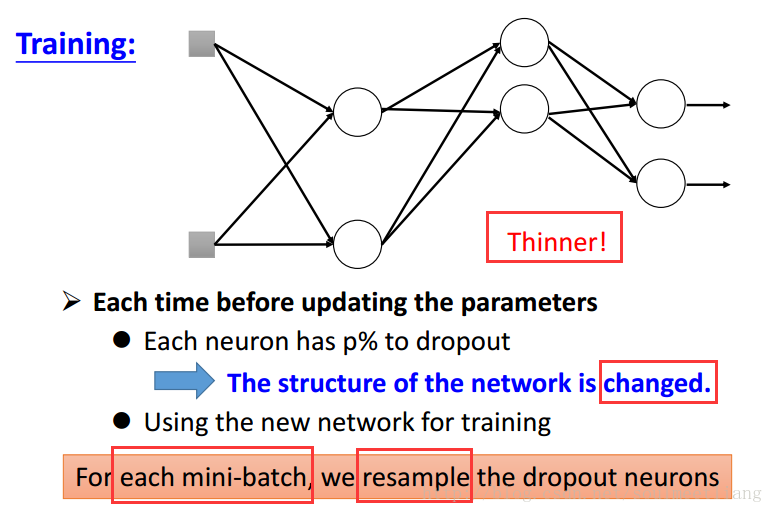 Training:
Thinner!
Each time before updating the parameters
Each neuron has p% to dropout
The structure of the network is changed.
Using the new network for training
For each mini-batch, we resample the dropout neurons